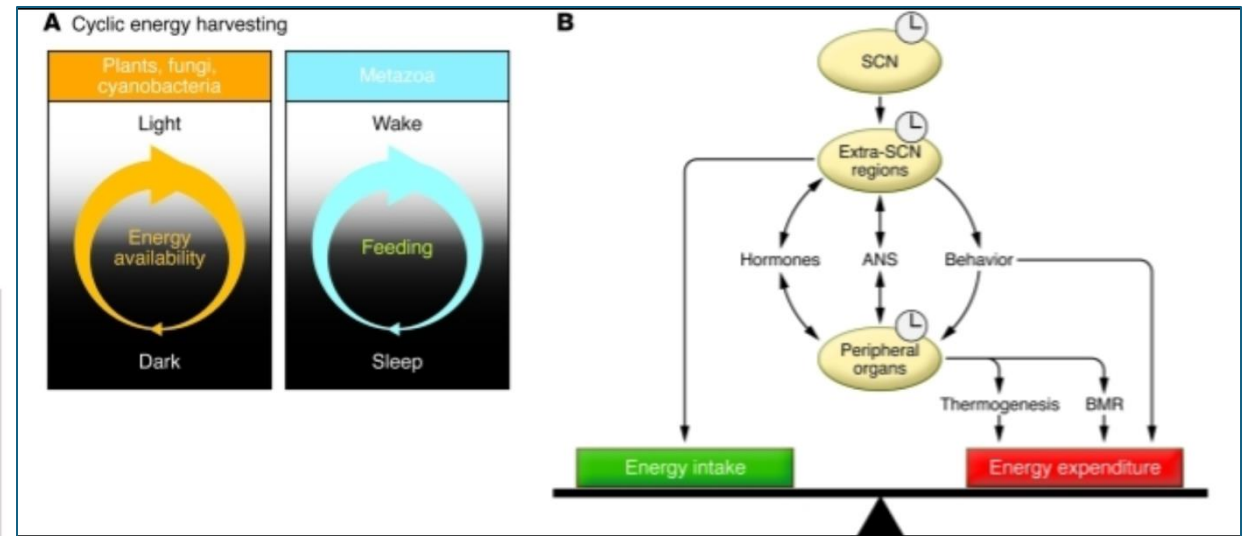 A Cyclic energy harvesting
Plants, fungi,
cyanobacteria
Light
Energy
availability
Dark
Metazoa
Wake
Feeding
Sleep
B
SCN
Extra-SCN
regions
Hormones
ANS
Behavior
Peripheral
organs
Thermogenesis
BMR
Energy intake
Energy expenditure